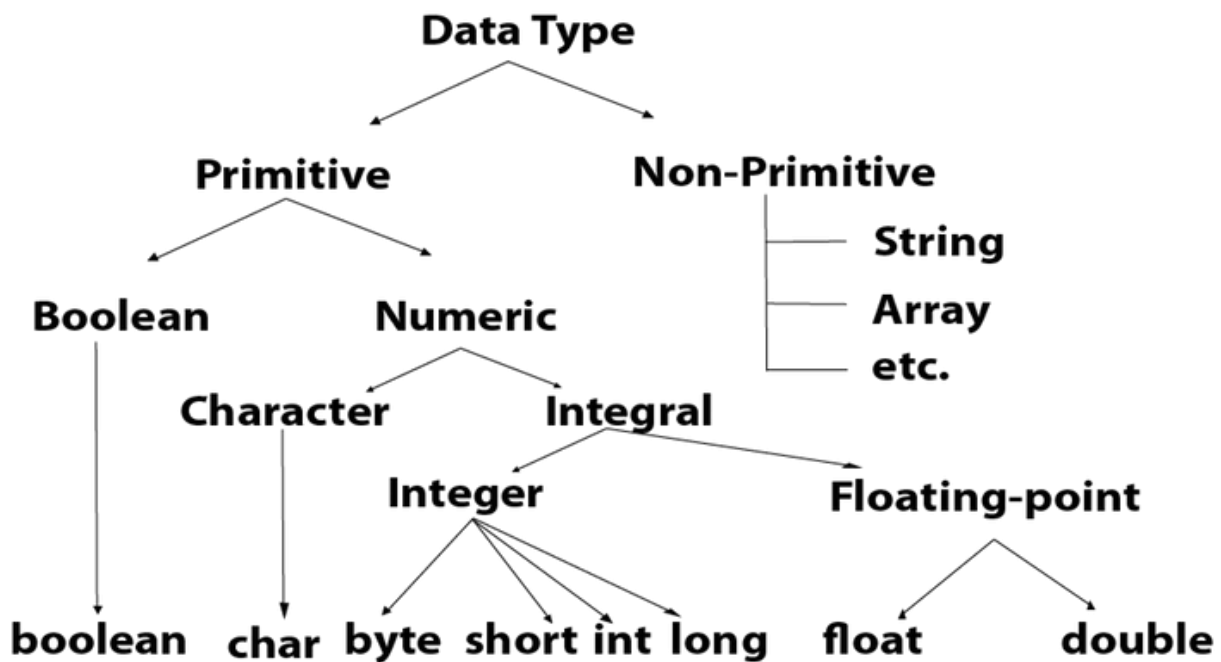 Data Type
Primitive
Non-Primitive
String
Array
etc.
Boolean
Numeric
Character
Integral
Integer
Floating-point
boolean
char
byte
short
int
long
float
double